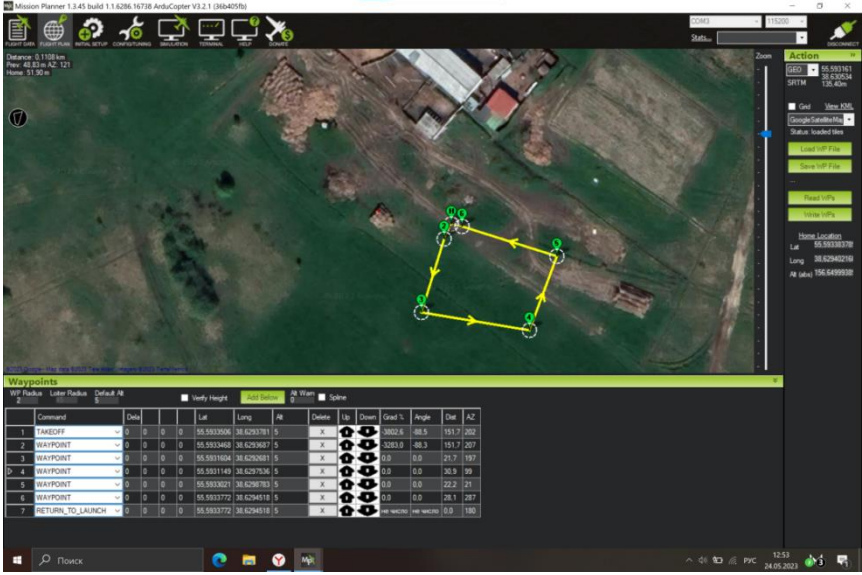 Mission Planner 1.3.45 build 1.1.6286.16738 ArduCopter V3.2.1 (36b405fb)
FLIGHT DATA FLIGHT PLAN INITIAL SETUP CONFIG/TUNING SIMULATION TERMINAL HELP DONATE
COM3 115200
Stats...
DISCONNECT
Distance: 0,1108 km
Prev: 48,83 m AZ: 121
Home: 51,90 m
Zoom
Action
GEO 55,593161
38,630534
SRTM 135,40m
Grid View KML
GoogleSatelliteMap
Status: loaded tiles
Load WP File
Save WP File
...
Read WPs
Write WPs
Home Location
Lat 55,59338378
Long 38,62940216
Alt (abs) 156,6499938
H 6
2
5
3
4
Waypoints
WP Radius Loiter Radius Default Alt
2 5
Verify Height Add Below Alt Warn 0 Spline
Command Dela Lat Long Alt Delete Up Down Grad % Angle Dist AZ
1 TAKEOFF 0 0 0 0 55,5933506 38,6293781 5 X -3802,6 -88,5 151,7 202
2 WAYPOINT 0 0 0 0 55,5933468 38,6293687 5 X -3283,0 -88,3 151,7 207
3 WAYPOINT 0 0 0 0 55,5931604 38,6292681 5 X 0,0 0,0 21,7 197
4 WAYPOINT 0 0 0 0 55,5931149 38,6297536 5 X 0,0 0,0 30,9 99
5 WAYPOINT 0 0 0 0 55,5933021 38,6298783 5 X 0,0 0,0 22,2 21
6 WAYPOINT 0 0 0 0 55,5933772 38,6294518 5 X 0,0 0,0 28,1 287
7 RETURN_TO_LAUNCH 0 0 0 0 55,5933772 38,6294518 5 X не число не число 0,0 180
Поиск
РУС
12:53
24.05.2023
3